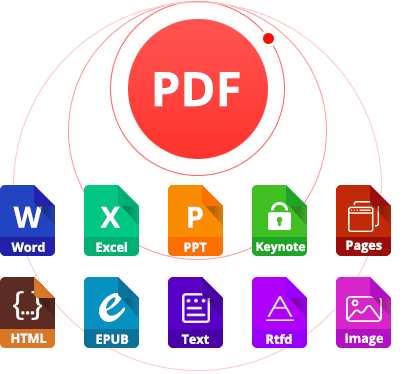 PDF
W X P
Word Excel PPT Keynote Pages
{...} e A
HTML EPUB Text Rtfd Image